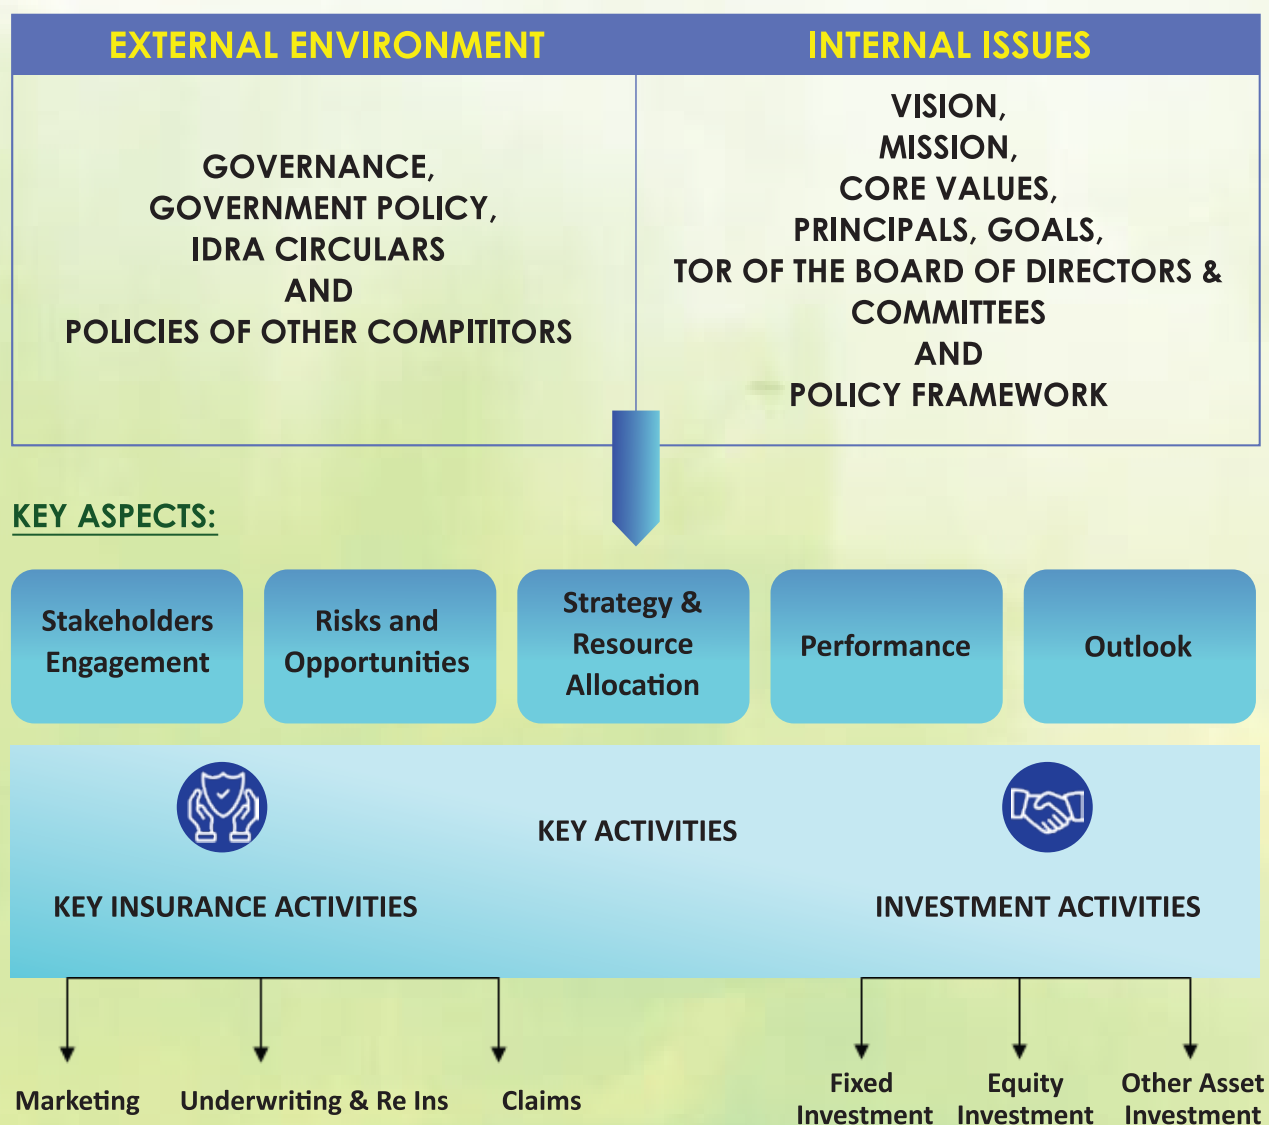 EXTERNAL ENVIRONMENT
INTERNAL ISSUES
GOVERNANCE,
GOVERNMENT POLICY,
IDRA CIRCULARS
AND
POLICIES OF OTHER COMPITITORS
VISION,
MISSION,
CORE VALUES,
PRINCIPALS, GOALS,
TOR OF THE BOARD OF DIRECTORS &
COMMITTEES
AND
POLICY FRAMEWORK
KEY ASPECTS:
Stakeholders
Engagement
Risks and
Opportunities
Strategy &
Resource
Allocation
Performance
Outlook
KEY ACTIVITIES
KEY INSURANCE ACTIVITIES
INVESTMENT ACTIVITIES
Marketing
Underwriting & Re Ins
Claims
Fixed
Investment
Equity
Investment
Other Asset
Investment